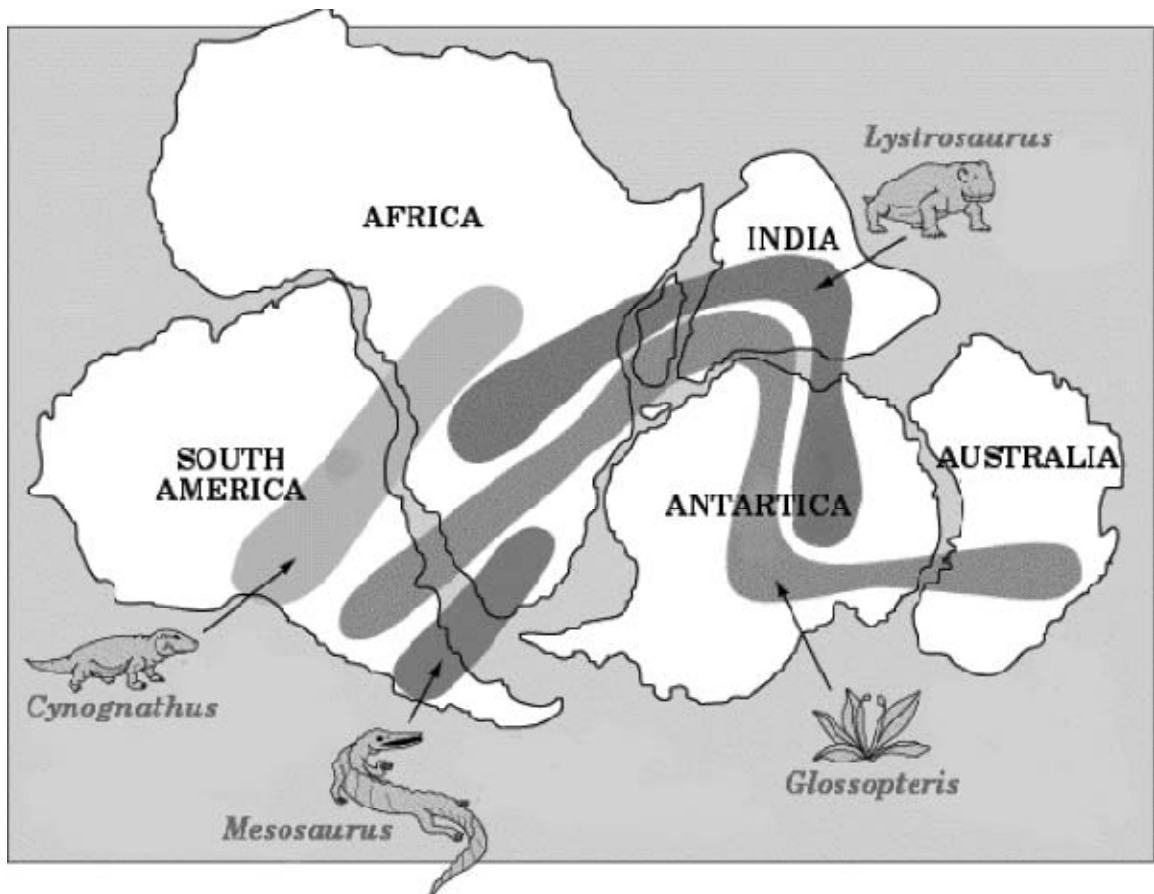 Lystrosaurus
AFRICA
INDIA
SOUTH
AMERICA
AUSTRALIA
ANTARTICA
Cynognathus
Glossopteris
Mesosaurus